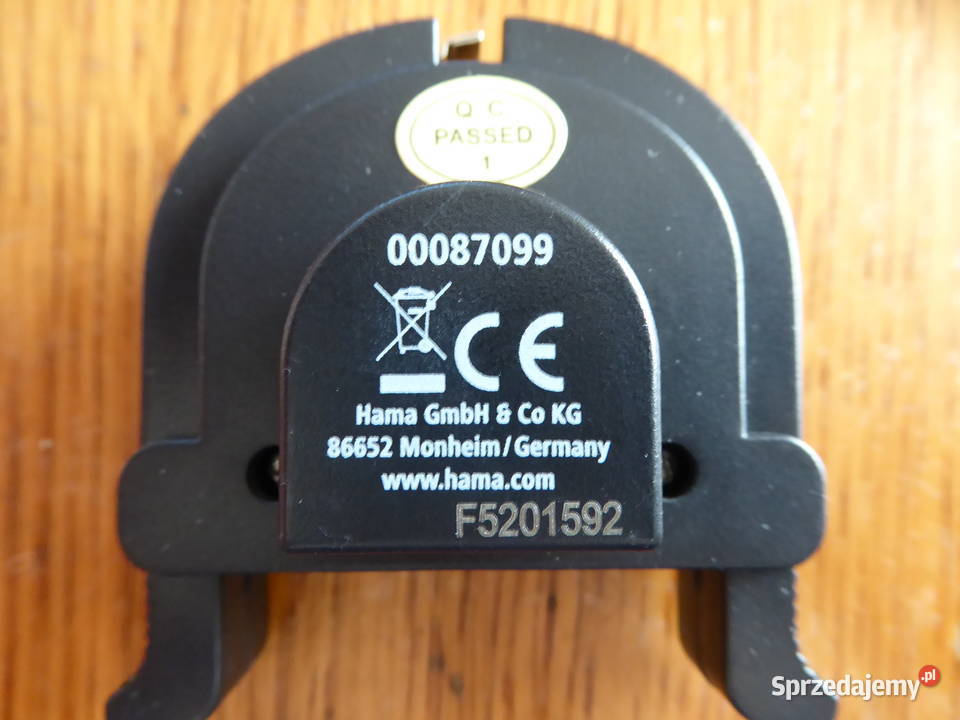 Q.C.
PASSED
1
00087099
CE
Hama GmbH & Co KG
86652 Monheim/Germany
www.hama.com
F5201592
Sprzedajemy.pl